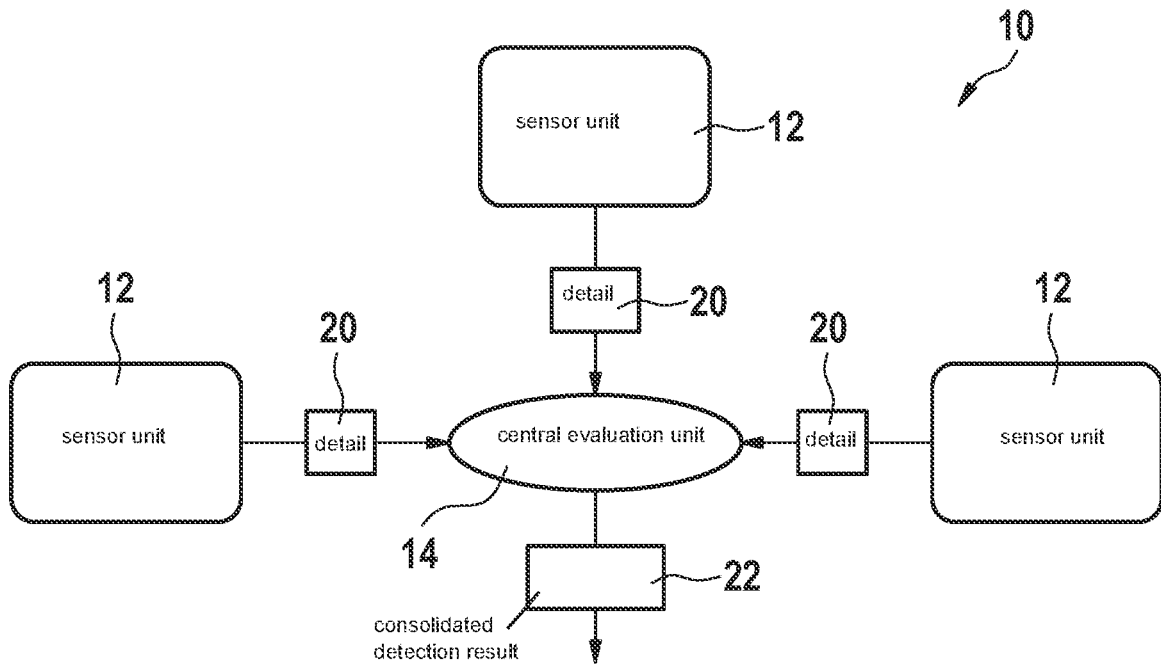 10
sensor unit
12
detail
20
12
20
sensor unit
detail
central evaluation unit
20
12
detail
sensor unit
14
22
consolidated
detection result